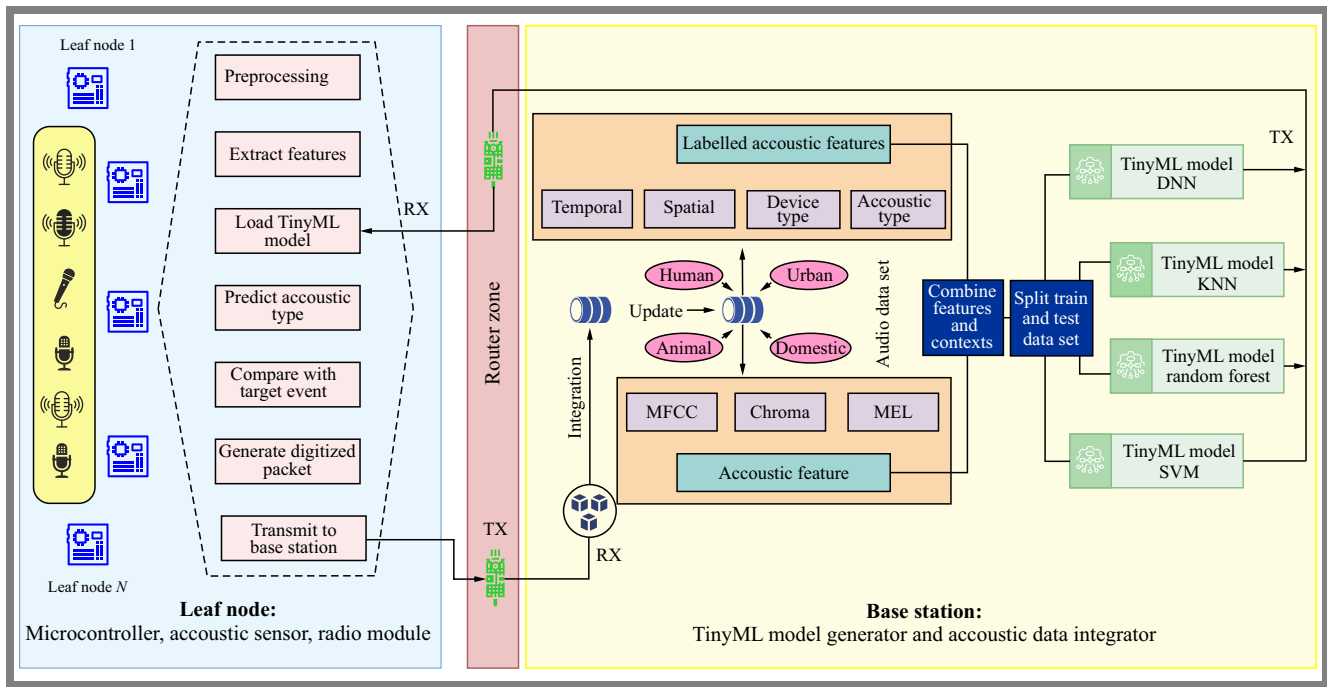 Leaf node 1
Preprocessing
Extract features
Load TinyML
model
Predict accoustic
type
Compare with
target event
Generate digitized
packet
Transmit to
base station
Leaf node N
Leaf node:
Microcontroller, accoustic sensor, radio module
RX
Router zone
TX
Labelled accoustic features
Temporal
Spatial
Device
type
Accoustic
type
Human
Urban
Update
Animal
Domestic
Audio data set
Integration
MFCC
Chroma
MEL
Accoustic feature
RX
Combine
features
and
contexts
Split train
and test
data set
TX
TinyML model
DNN
TinyML model
KNN
TinyML model
random forest
TinyML model
SVM
Base station:
TinyML model generator and accoustic data integrator